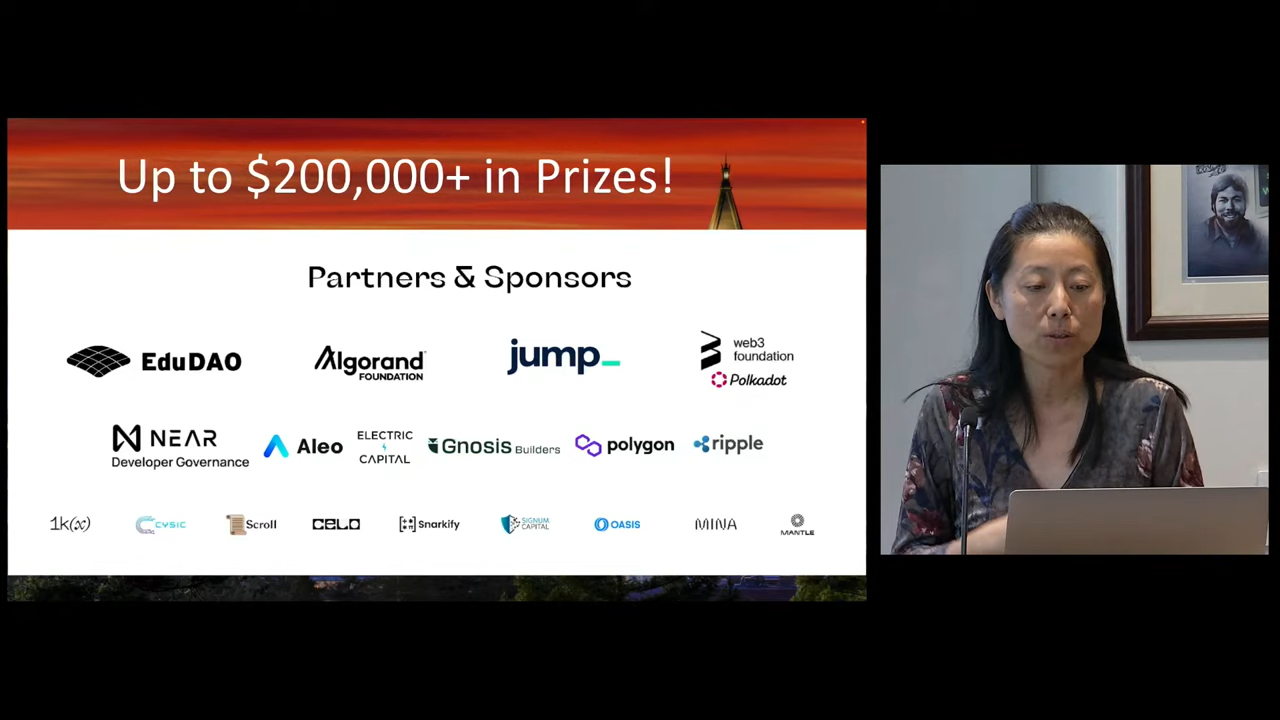 Up to $200,000+ in Prizes!
Partners & Sponsors
EduDAO
Algorand
FOUNDATION
jump_
web3
foundation
Polkadot
NEAR
Developer Governance
Aleo
ELECTRIC
CAPITAL
Gnosis Builders
polygon
ripple
1k(x)
CYSIC
Scroll
CELO
Snarkify
SIGNUM
CAPITAL
OASIS
MINA
MANTLE